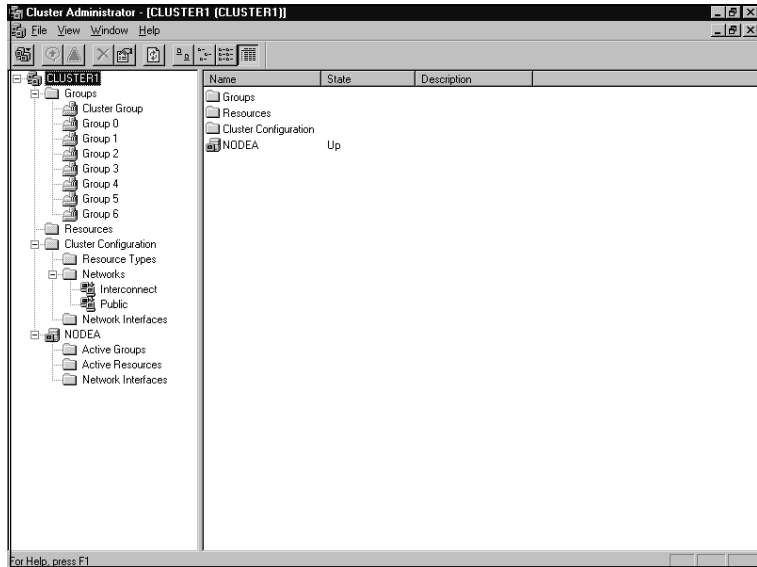 Cluster Administrator - [CLUSTER1 (CLUSTER1)]
File View Window Help
CLUSTER1
Groups
Cluster Group
Group 0
Group 1
Group 2
Group 3
Group 4
Group 5
Group 6
Resources
Cluster Configuration
Resource Types
Networks
Interconnect
Public
Network Interfaces
NODEA
Active Groups
Active Resources
Network Interfaces
Name State Description
Groups
Resources
Cluster Configuration
NODEA Up
For Help, press F1